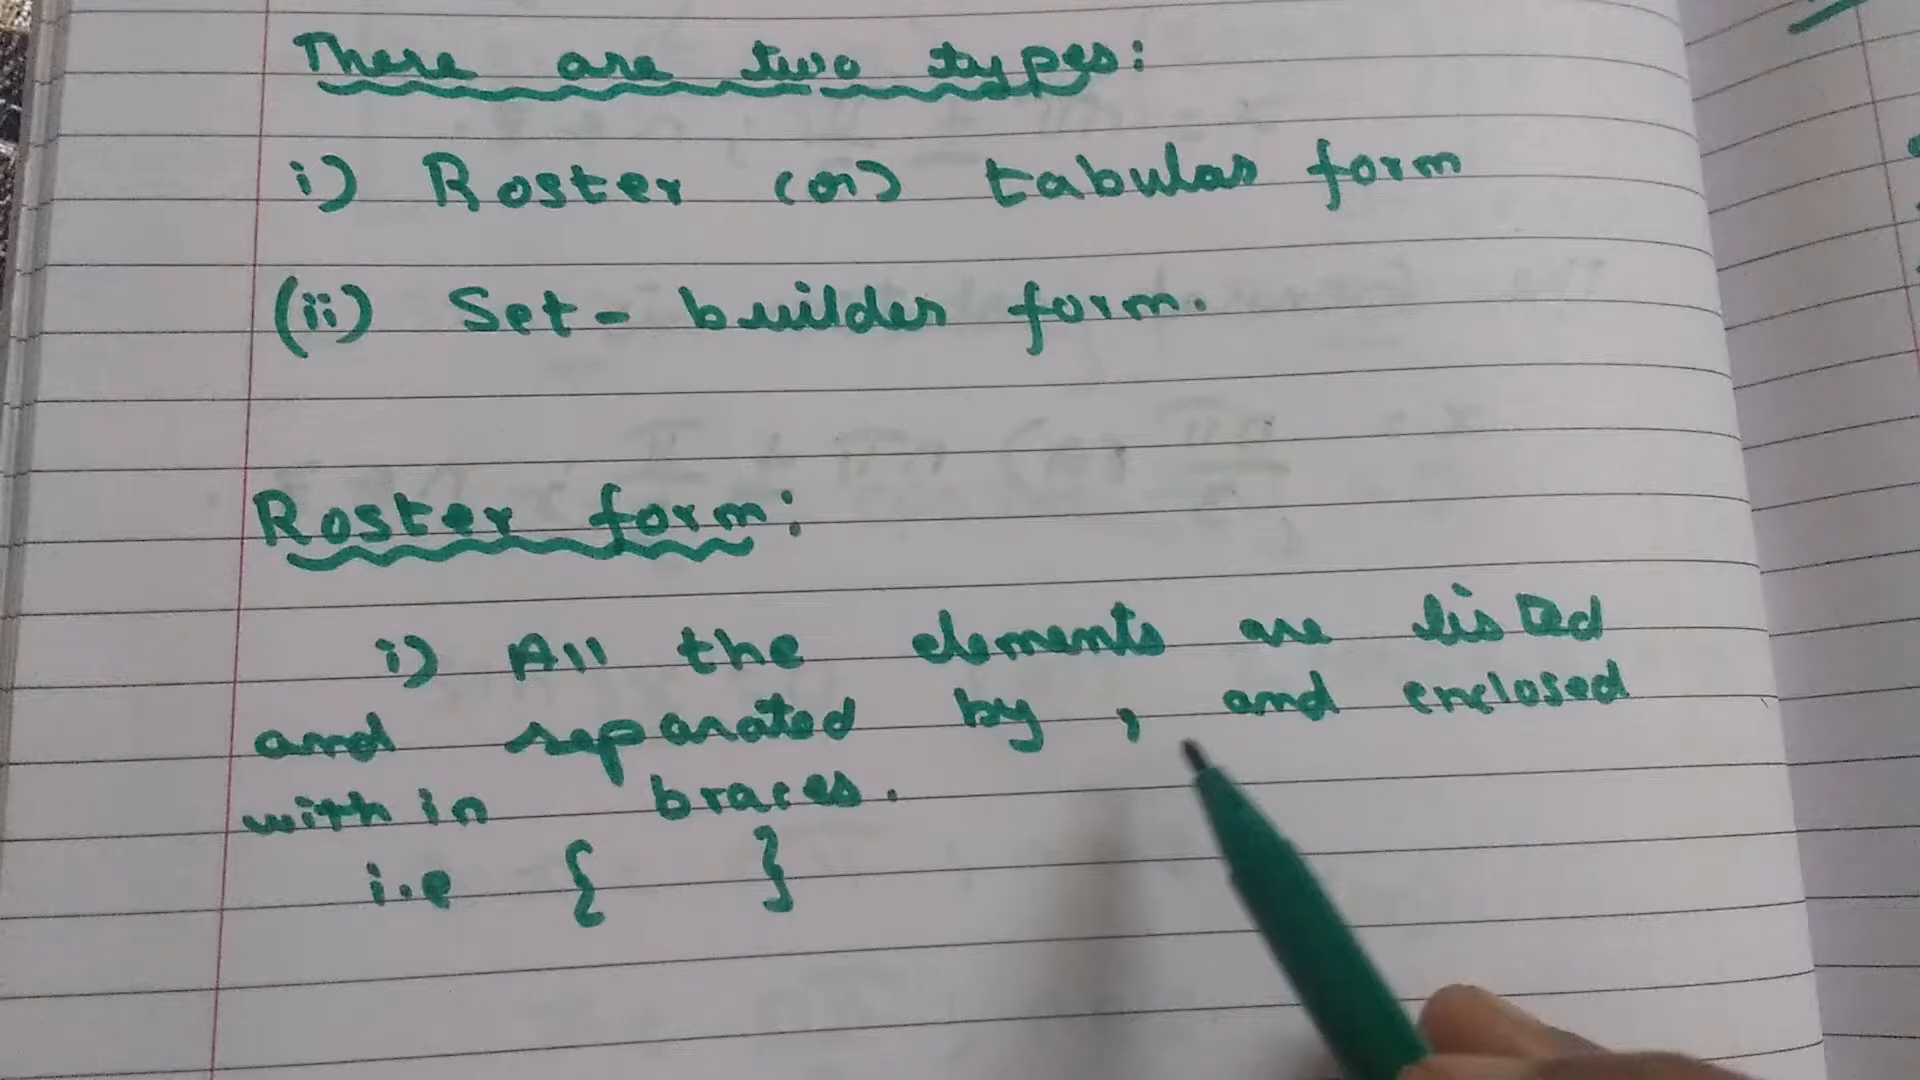 There are two types:
i) Roster (or) tabular form
(ii) Set-builder form.
Roster form:
i) All the elements are listed
and separated by , and enclosed
with in braces.
i.e { }